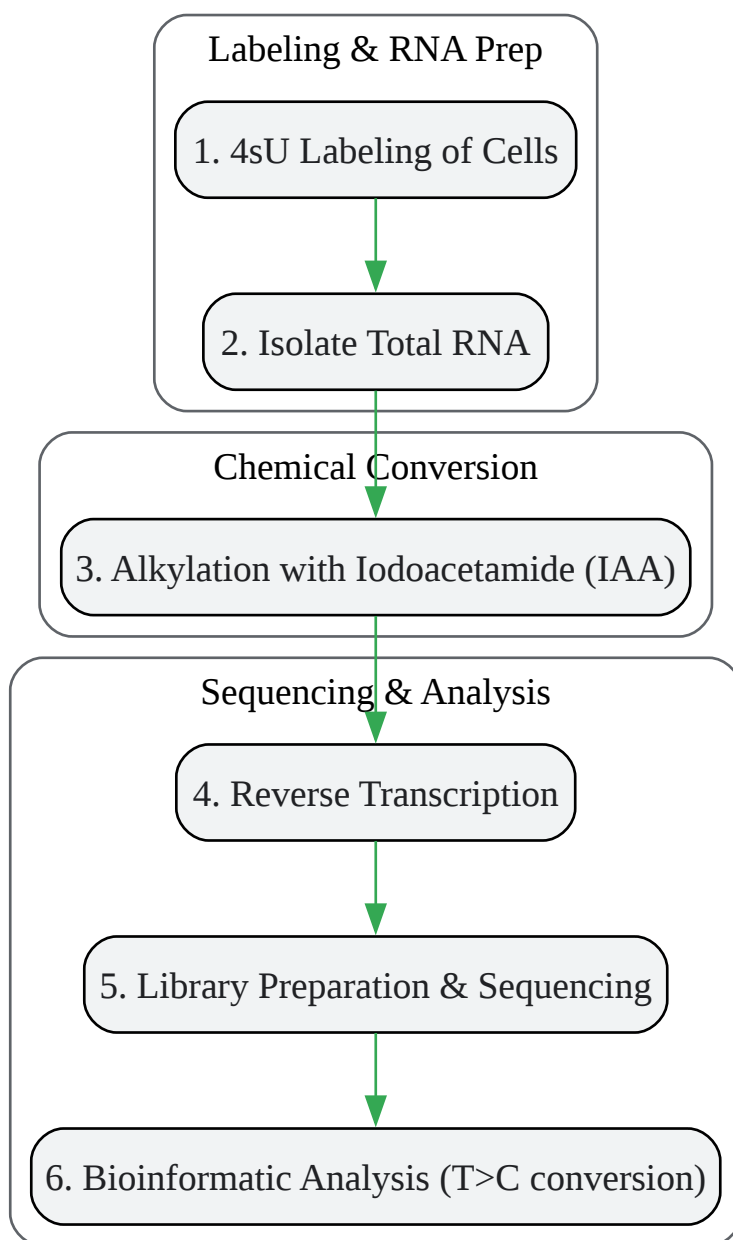 Labeling & RNA Prep
1. 4sU Labeling of Cells
2. Isolate Total RNA
Chemical Conversion
3. Alkylation with Iodoacetamide (IAA)
Sequencing & Analysis
4. Reverse Transcription
5. Library Preparation & Sequencing
6. Bioinformatic Analysis (T>C conversion)